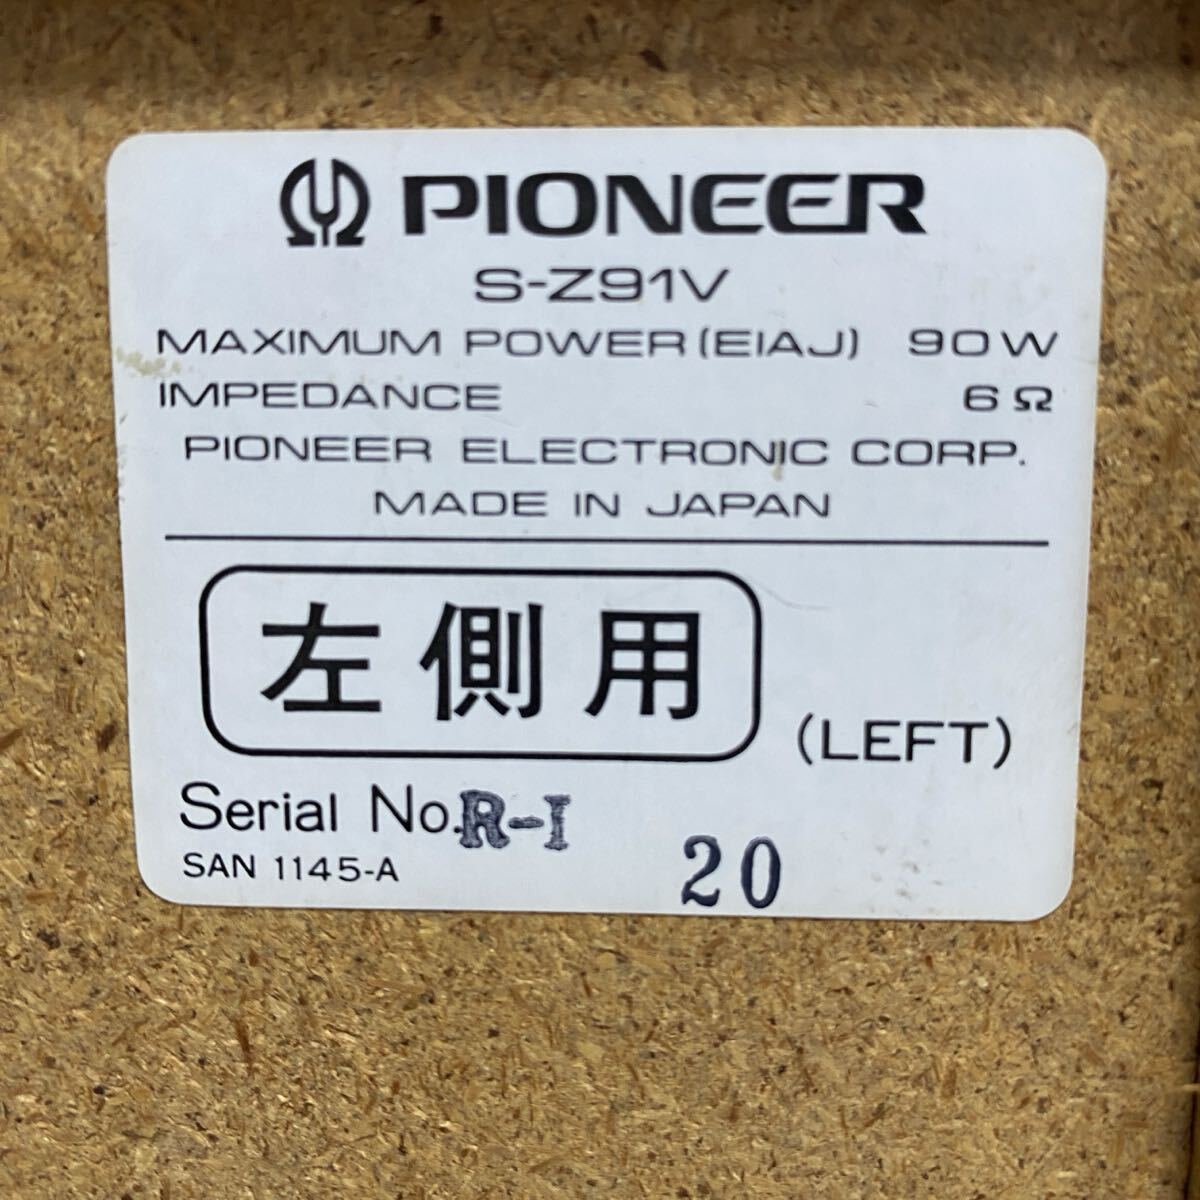 PIONEER
S-Z91V
MAXIMUM POWER (EIAJ) 90W
IMPEDANCE 6Ω
PIONEER ELECTRONIC CORP.
MADE IN JAPAN
左側用 (LEFT)
Serial No. R-I
20
SAN 1145-A